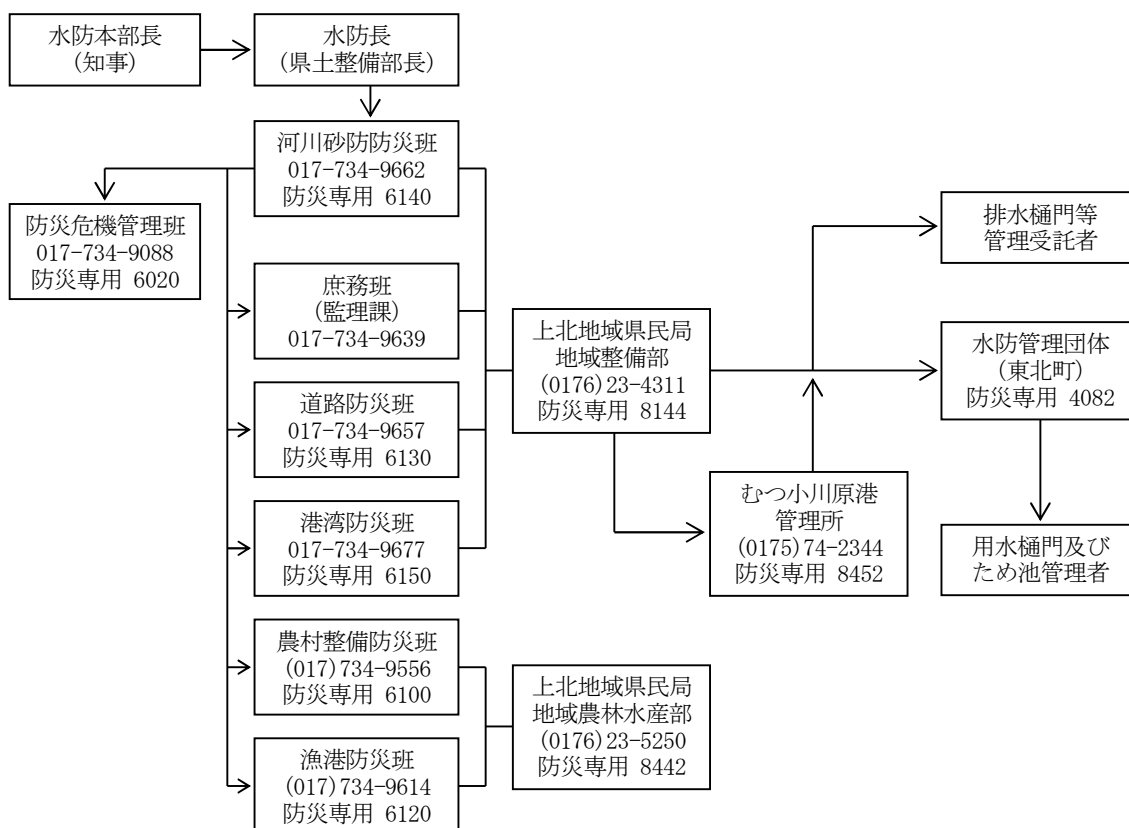 水防本部長
(知事)
水防長
(県土整備部長)
河川砂防防災班
017-734-9662
防災専用 6140
防災危機管理班
017-734-9088
防災専用 6020
庶務班
(監理課)
017-734-9639
道路防災班
017-734-9657
防災専用 6130
港湾防災班
017-734-9677
防災専用 6150
農村整備防災班
(017)734-9556
防災専用 6100
漁港防災班
(017)734-9614
防災専用 6120
上北地域県民局
地域整備部
(0176)23-4311
防災専用 8144
上北地域県民局
地域農林水産部
(0176)23-5250
防災専用 8442
むつ小川原港
管理所
(0175)74-2344
防災専用 8452
排水樋門等
管理受託者
水防管理団体
(東北町)
防災専用 4082
用水樋門及び
ため池管理者